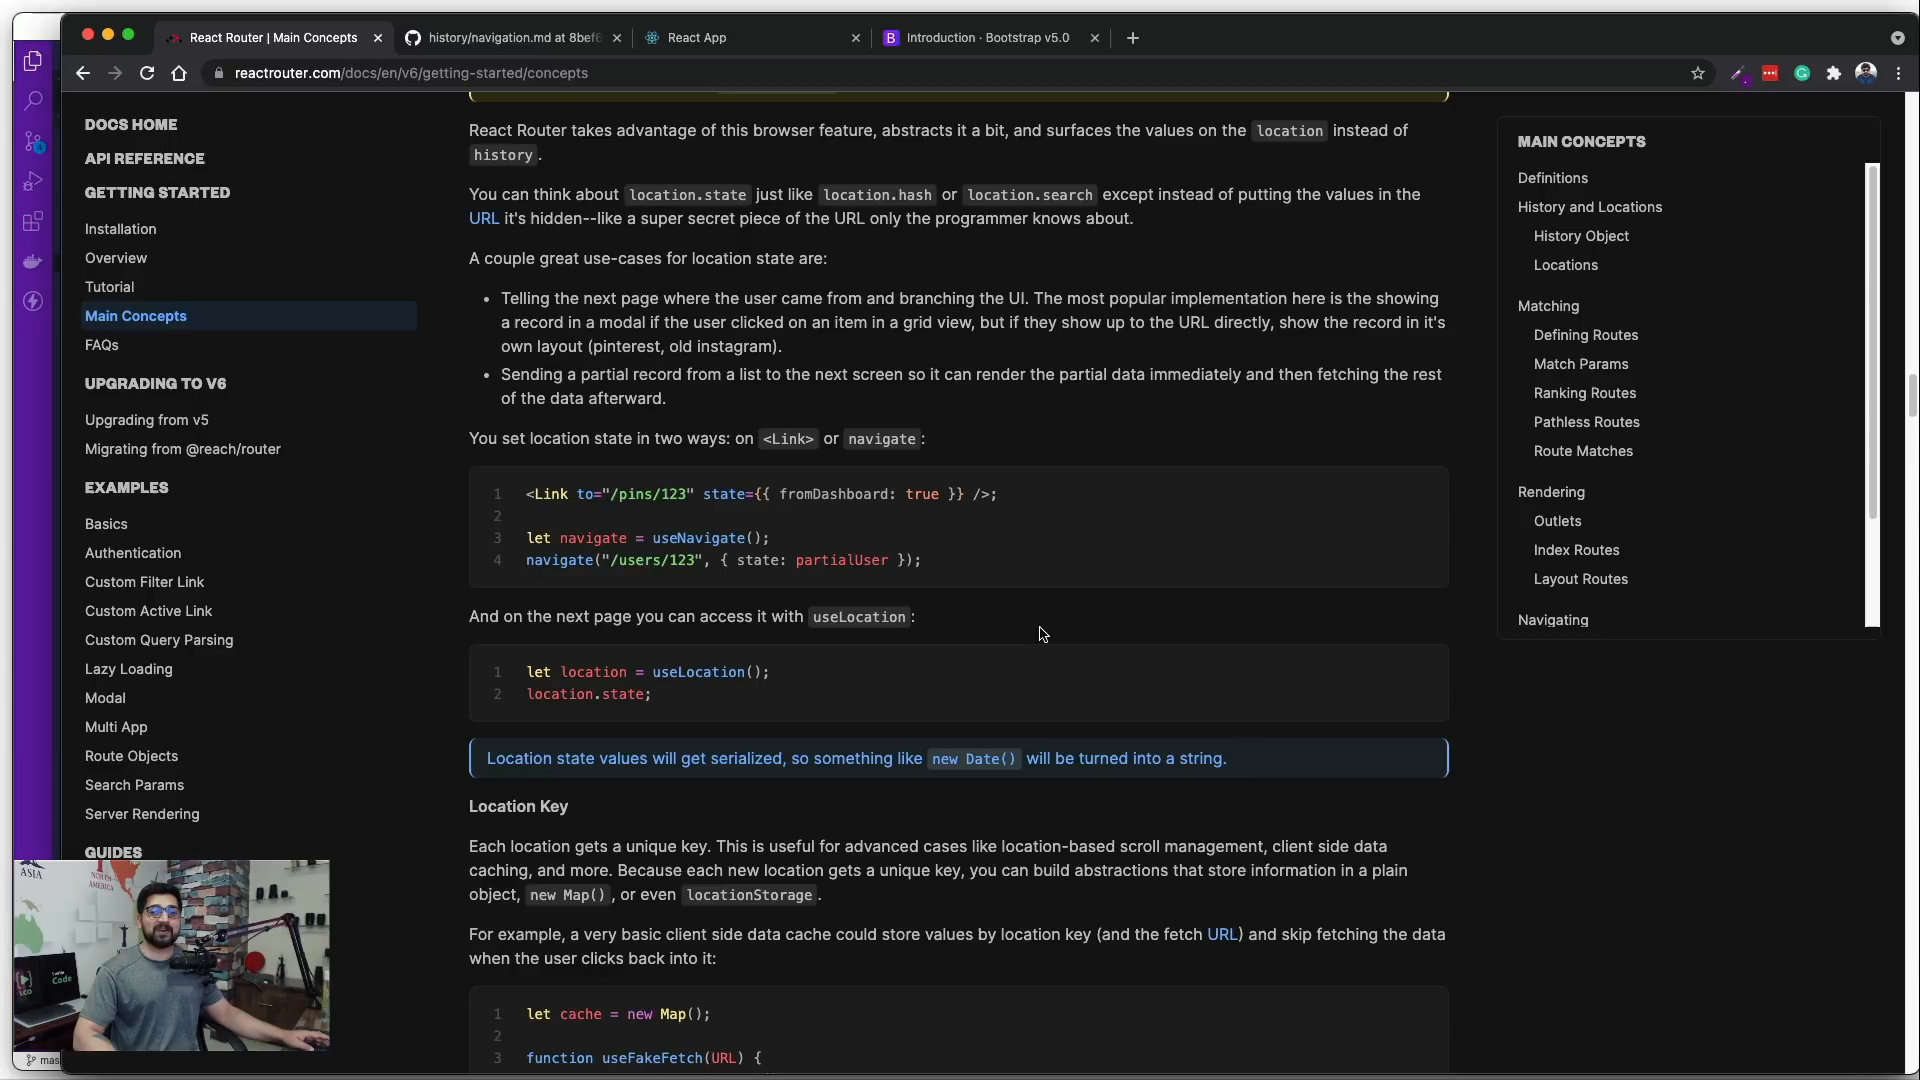 React Router | Main Concepts
history/navigation.md at 8bef6
React App
Introduction · Bootstrap v5.0
reactrouter.com/docs/en/v6/getting-started/concepts
DOCS HOME
API REFERENCE
GETTING STARTED
Installation
Overview
Tutorial
Main Concepts
FAQs
UPGRADING TO V6
Upgrading from v5
Migrating from @reach/router
EXAMPLES
Basics
Authentication
Custom Filter Link
Custom Active Link
Custom Query Parsing
Lazy Loading
Modal
Multi App
Route Objects
Search Params
Server Rendering
GUIDES
React Router takes advantage of this browser feature, abstracts it a bit, and surfaces the values on the location instead of
history.
You can think about location.state just like location.hash or location.search except instead of putting the values in the
URL it's hidden--like a super secret piece of the URL only the programmer knows about.
A couple great use-cases for location state are:
• Telling the next page where the user came from and branching the UI. The most popular implementation here is the showing
a record in a modal if the user clicked on an item in a grid view, but if they show up to the URL directly, show the record in it's
own layout (pinterest, old instagram).
• Sending a partial record from a list to the next screen so it can render the partial data immediately and then fetching the rest
of the data afterward.
You set location state in two ways: on <Link> or navigate:
1 <Link to="/pins/123" state={{ fromDashboard: true }} />;
2
3 let navigate = useNavigate();
4 navigate("/users/123", { state: partialUser });
And on the next page you can access it with useLocation:
1 let location = useLocation();
2 location.state;
Location state values will get serialized, so something like new Date() will be turned into a string.
Location Key
Each location gets a unique key. This is useful for advanced cases like location-based scroll management, client side data
caching, and more. Because each new location gets a unique key, you can build abstractions that store information in a plain
object, new Map(), or even locationStorage.
For example, a very basic client side data cache could store values by location key (and the fetch URL) and skip fetching the data
when the user clicks back into it:
1 let cache = new Map();
2
3 function useFakeFetch(URL) {
MAIN CONCEPTS
Definitions
History and Locations
History Object
Locations
Matching
Defining Routes
Match Params
Ranking Routes
Pathless Routes
Route Matches
Rendering
Outlets
Index Routes
Layout Routes
Navigating
ASIA
NORTH
AMERICA
LCO
Code
mas